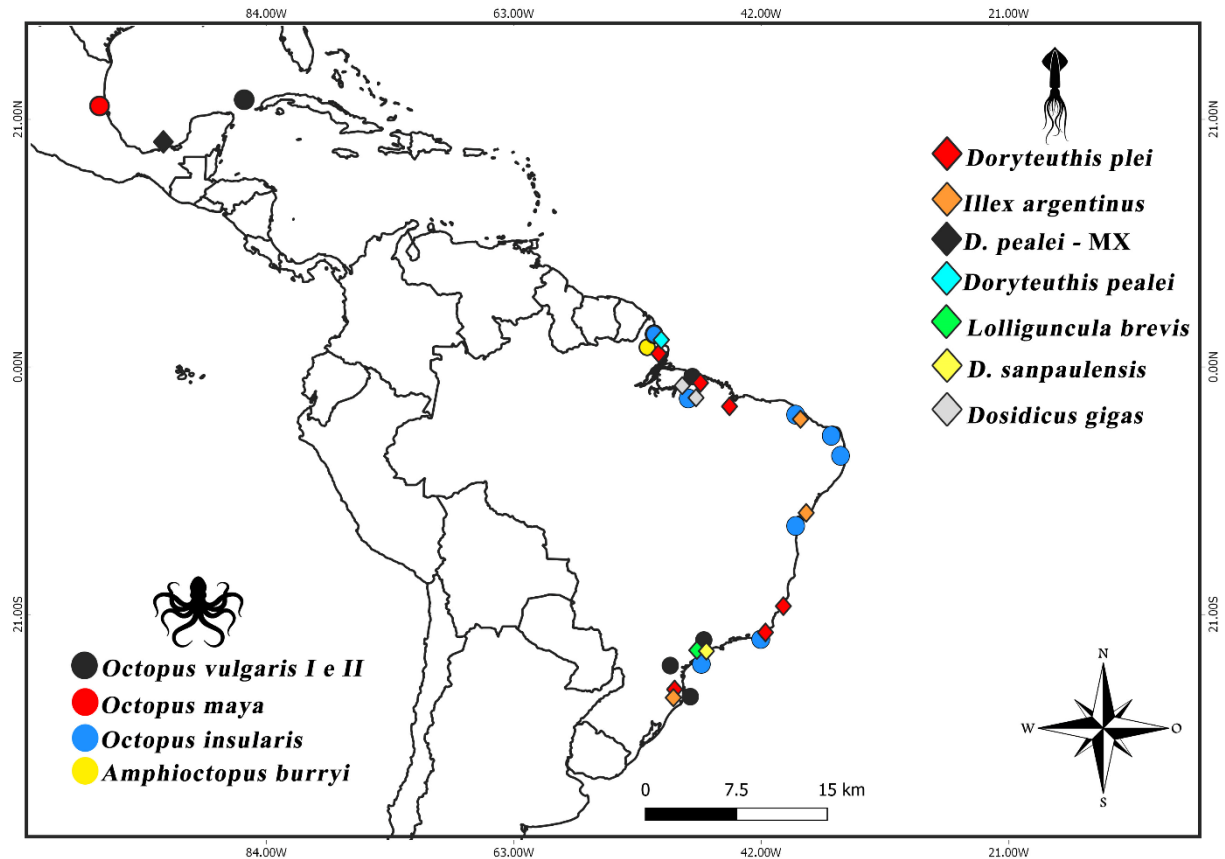 84.00W 63.00W 42.00W 21.00W
21.00N 21.00N
Doryteuthis plei
Illex argentinus
D. pealei - MX
Doryteuthis pealei
Lolliguncula brevis
D. sanpaulensis
Dosidicus gigas
0.00N 0.00N
21.00S 21.00S
Octopus vulgaris I e II
Octopus maya
Octopus insularis
Amphioctopus burryi
N
W O
S
0 7.5 15 km
84.00W 63.00W 42.00W 21.00W